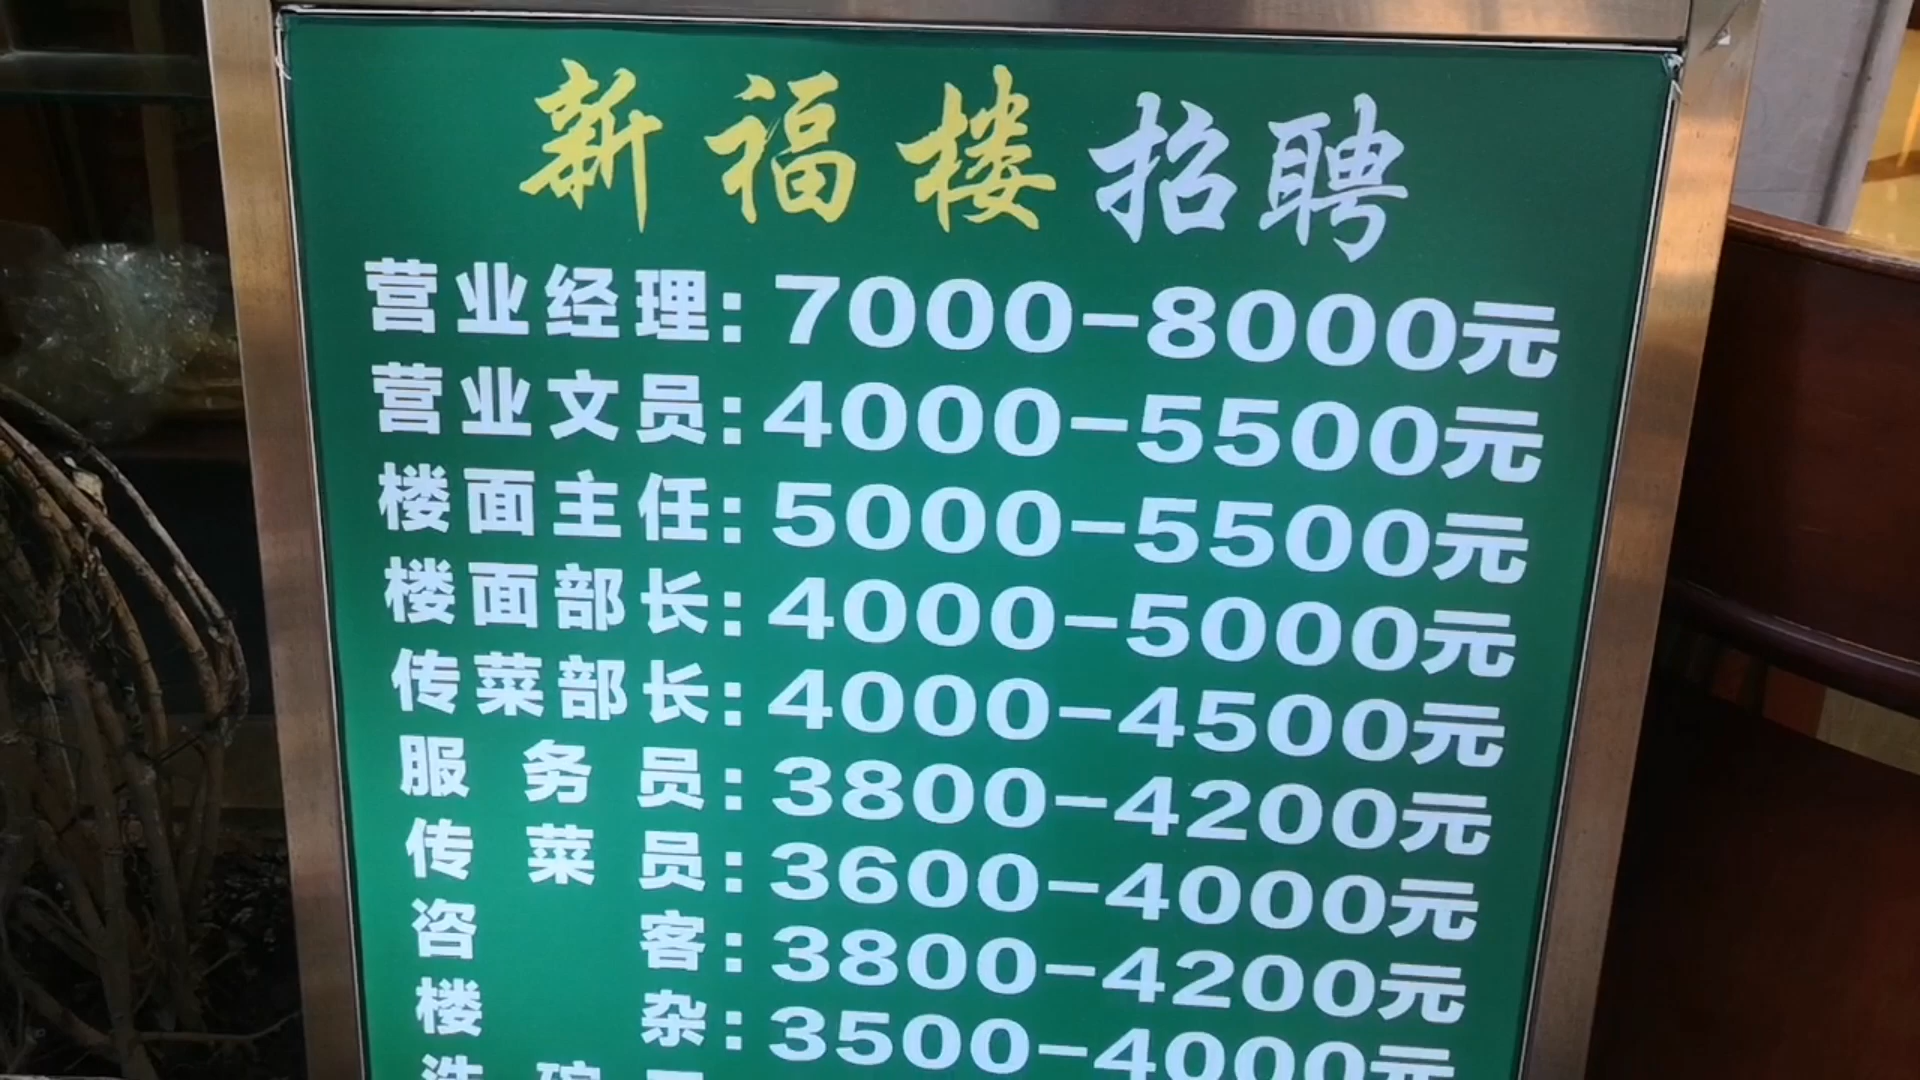 新福楼招聘
营业经理:7000-8000元
营业文员:4000-5500元
楼面主任:5000-5500元
楼面部长:4000-5000元
传菜部长:4000-4500元
服务员:3800-4200元
传菜员:3600-4000元
咨客:3800-4200元
楼杂:3500-4000元